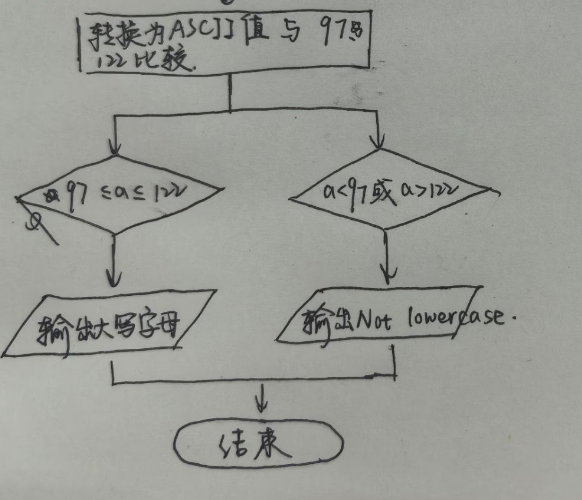 转换为ASCII值与97与
122比较.
97≤a≤122
a<97或a>122
输出大写字母
输出Not lowercase.
结束